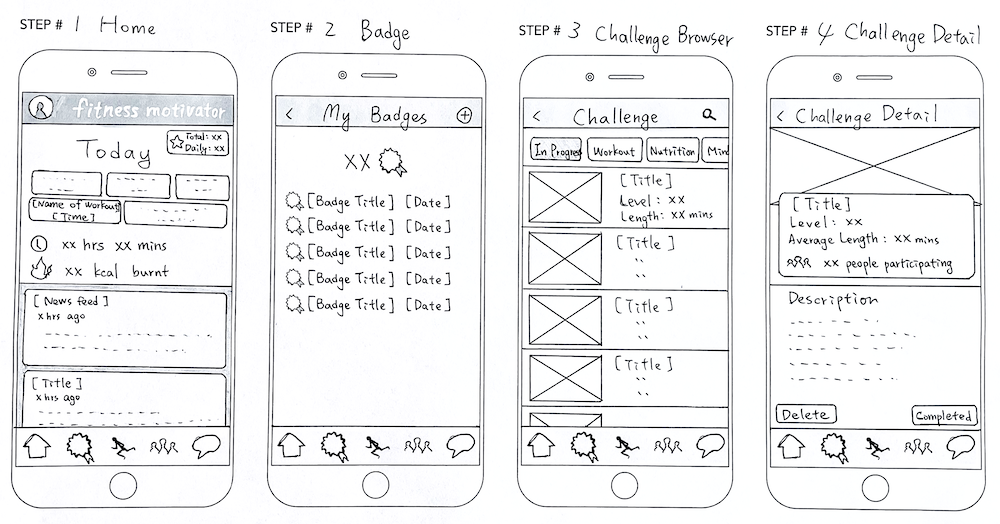 STEP # 1 Home
R fitness motivator
Total: xx
Daily: xx
Today
[Name of workout]
[Time]
xx hrs xx mins
xx kcal burnt
[News feed]
x hrs ago
[Title]
x hrs ago
STEP # 2 Badge
< My Badges
XX
[Badge Title] [Date]
[Badge Title] [Date]
[Badge Title] [Date]
[Badge Title] [Date]
[Badge Title] [Date]
STEP # 3 Challenge Browser
< Challenge
In Progress Workout Nutrition Mind
[Title]
Level: xx
Length: xx mins
[Title]
"
"
[Title]
"
"
[Title]
"
"
STEP # 4 Challenge Detail
< Challenge Detail
[Title]
Level: xx
Average Length: xx mins
xx people participating
Description
Delete Completed